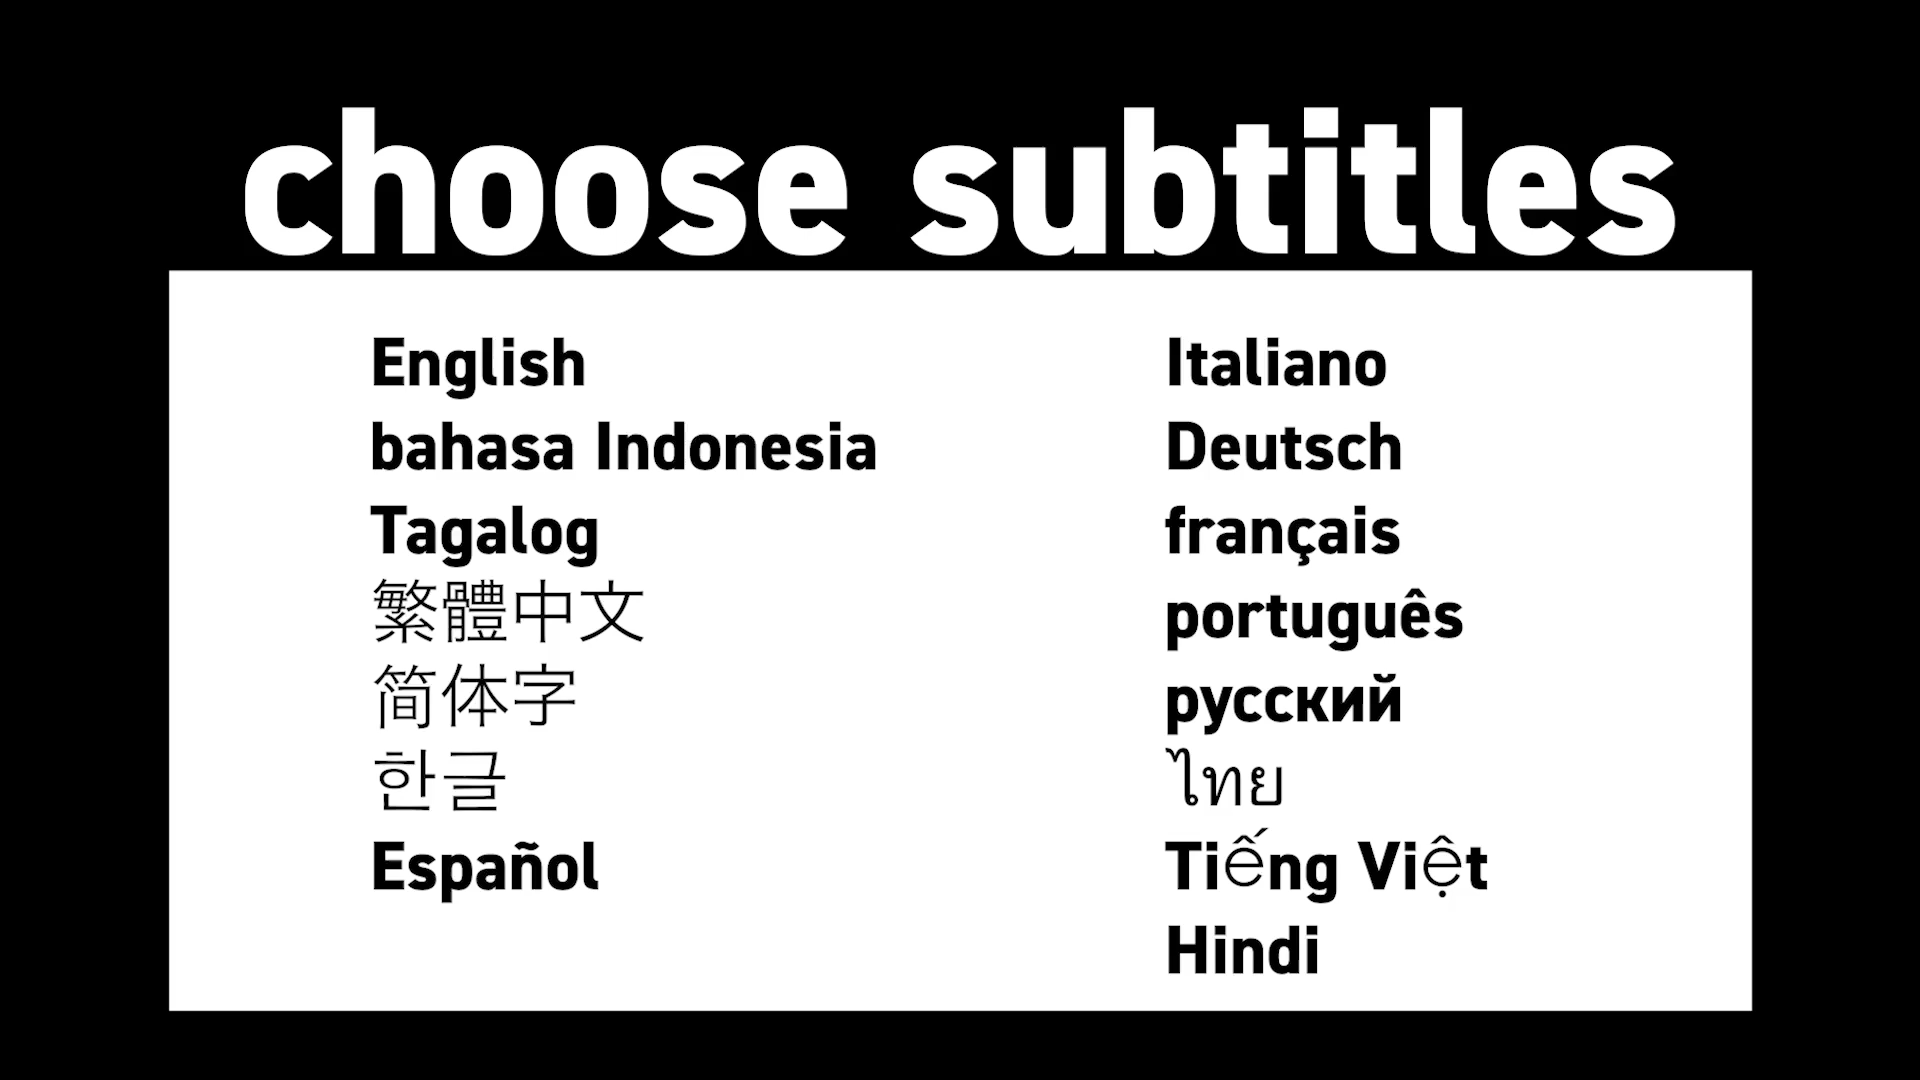 choose subtitles
English
bahasa Indonesia
Tagalog
繁體中文
简体字
한글
Español
Italiano
Deutsch
français
português
русский
ไทย
Tiếng Việt
Hindi